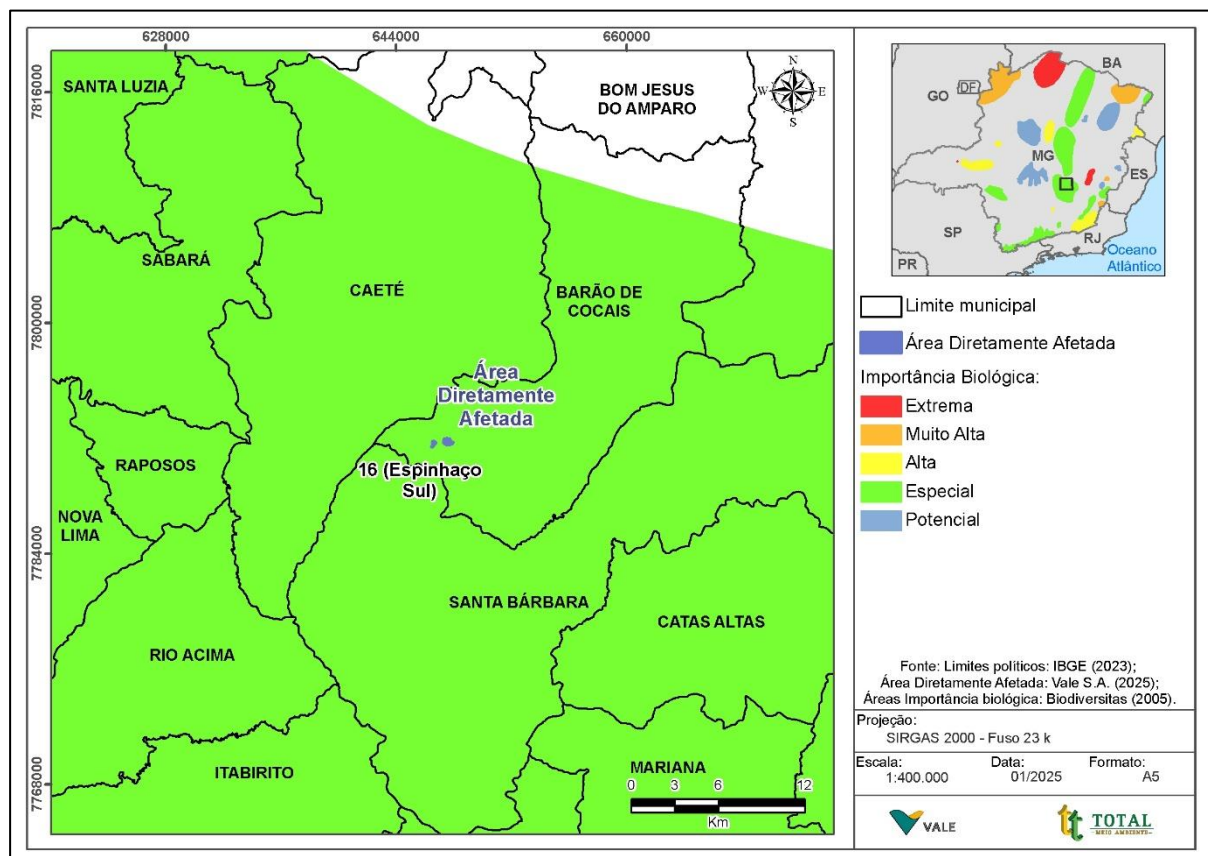 628000
644000
660000
7816000
7800000
7784000
7768000
SANTA LUZIA
BOM JESUS
DO AMPARO
N
W E
S
SABARÁ
CAETÉ
BARÃO DE
COCAIS
Área
Diretamente
Afetada
16 (Espinhaço
Sul)
RAPOSOS
NOVA
LIMA
SANTA BÁRBARA
CATAS ALTAS
RIO ACIMA
ITABIRITO
MARIANA
0 3 6 12
Km
BA
GO
DF
MG
ES
SP
RJ
PR
Oceano
Atlântico
Limite municipal
Área Diretamente Afetada
Importância Biológica:
Extrema
Muito Alta
Alta
Especial
Potencial
Fonte: Limites políticos: IBGE (2023);
Área Diretamente Afetada: Vale S.A. (2025);
Áreas Importância biológica: Biodiversitas (2005).
Projeção:
SIRGAS 2000 - Fuso 23 k
Escala:
1:400.000
Data:
01/2025
Formato:
A5
VALE
TOTAL
MEIO AMBIENTE